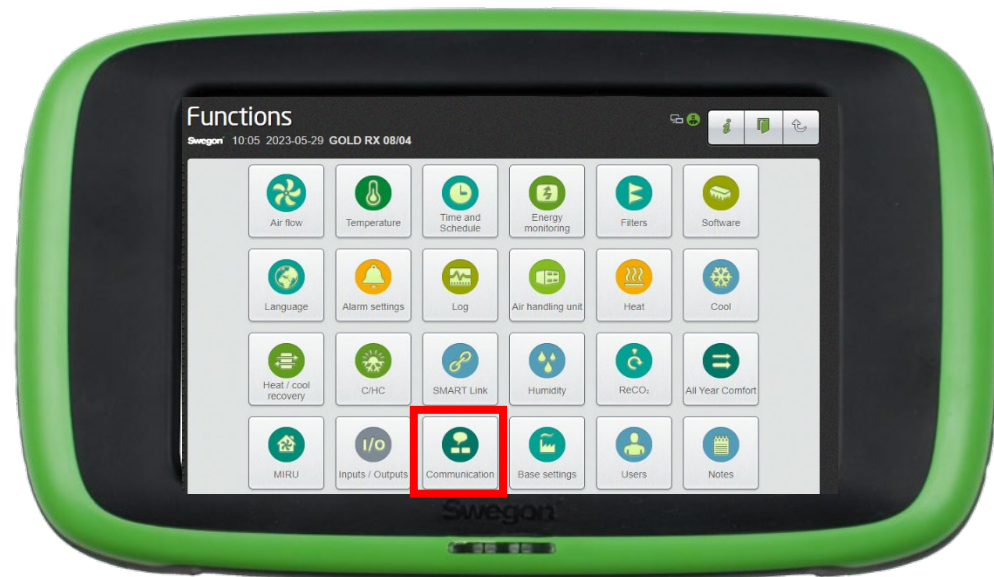 Functions
Swegon 10:05 2023-05-29 GOLD RX 08/04
Air flow
Temperature
Time and
Schedule
Energy
monitoring
Filters
Software
Language
Alarm settings
Log
Air handling unit
Heat
Cool
Heat / cool
recovery
C/HC
SMART Link
Humidity
ReCO₂
All Year Comfort
MIRU
I/O
Inputs / Outputs
Communication
Base settings
Users
Notes
Swegon